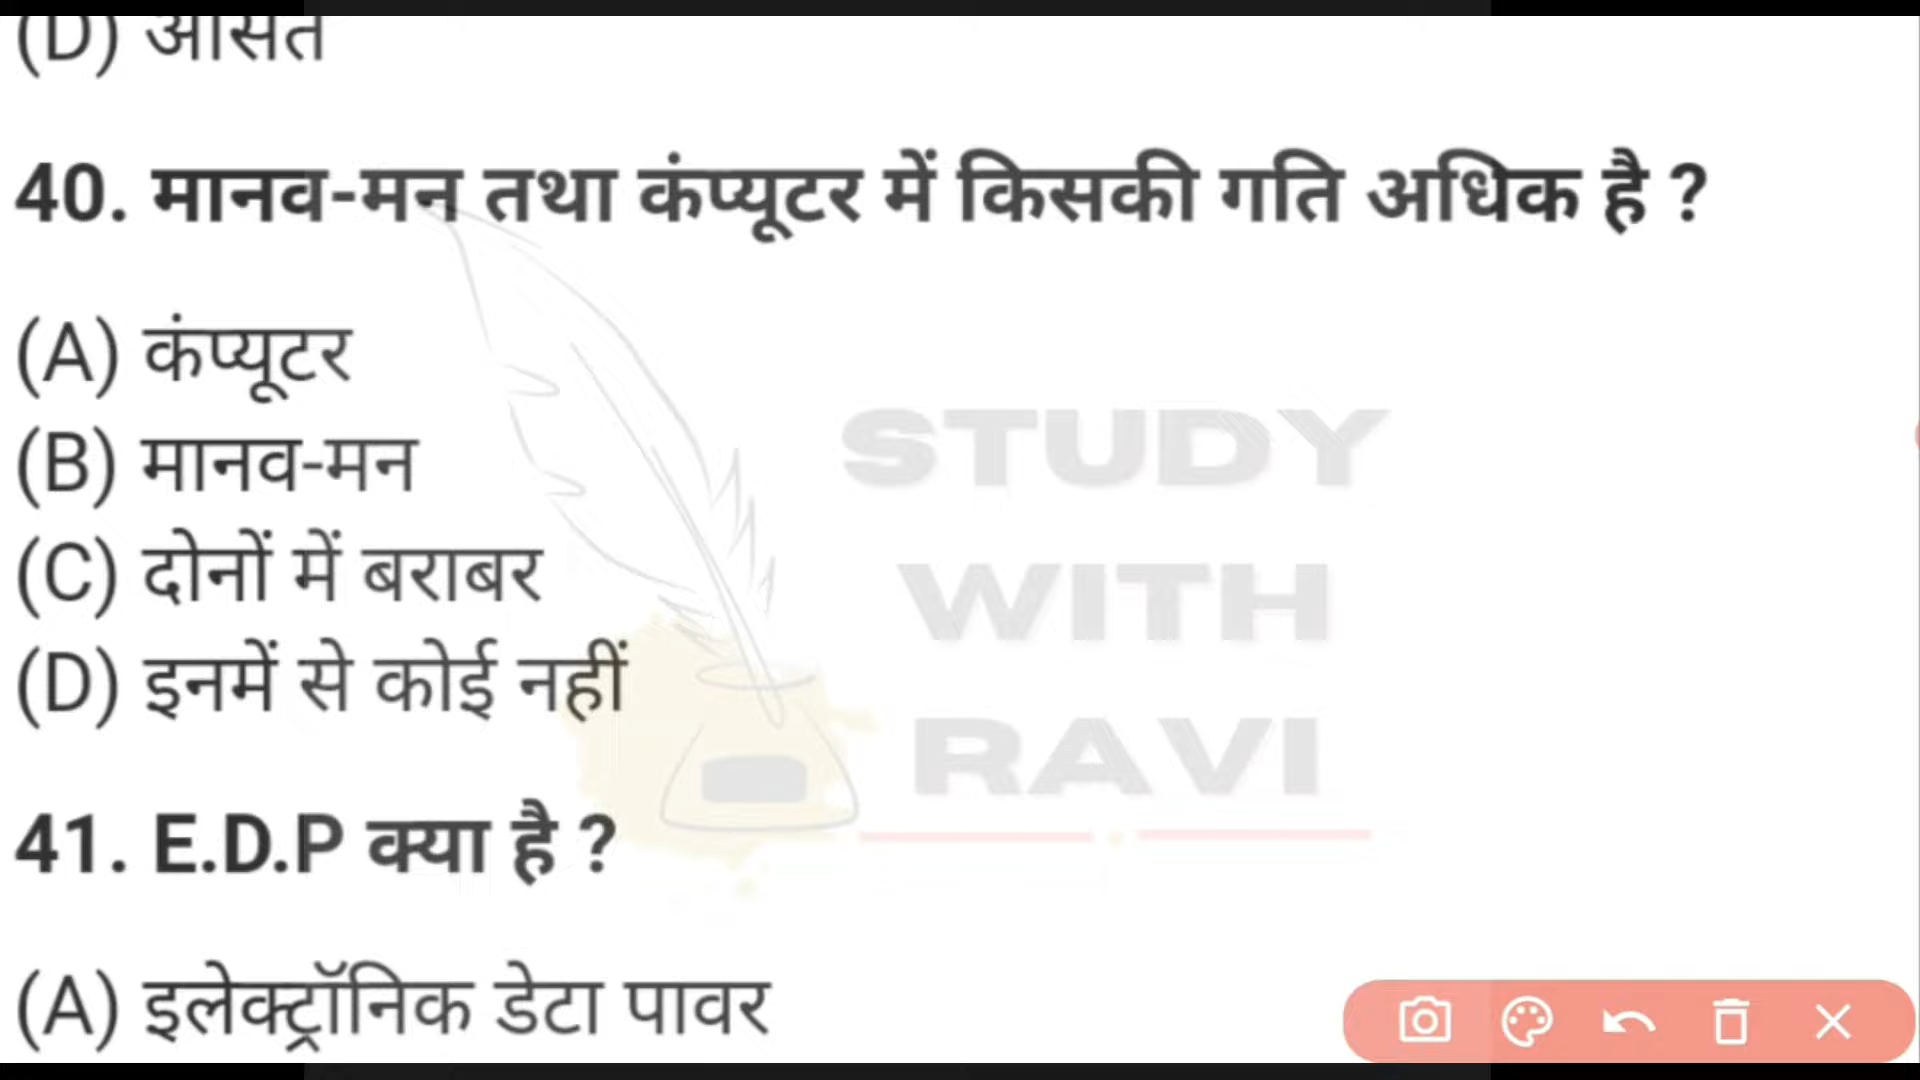 (D) औसत
40. मानव-मन तथा कंप्यूटर में किसकी गति अधिक है ?
(A) कंप्यूटर
(B) मानव-मन
(C) दोनों में बराबर
(D) इनमें से कोई नहीं
STUDY
WITH
RAVI
41. E.D.P क्या है ?
(A) इलेक्ट्रॉनिक डेटा पावर